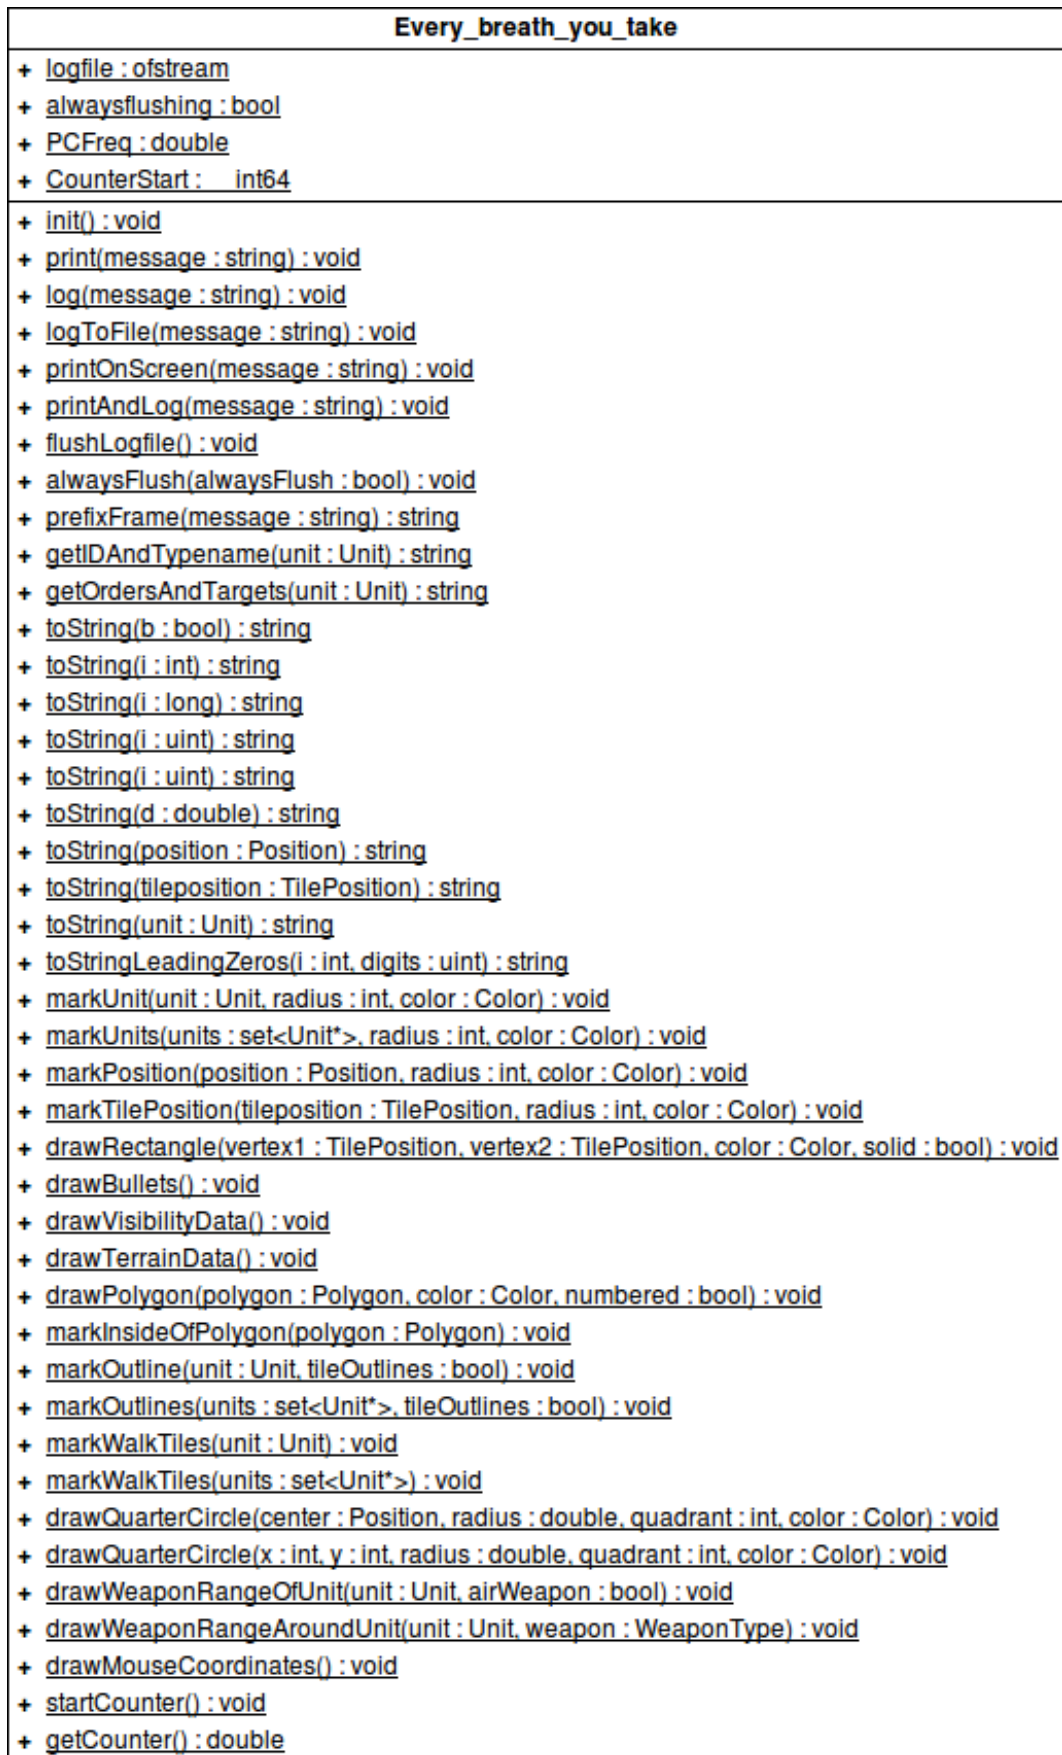 Every_breath_you_take
+ logfile : ofstream
+ alwaysflushing : bool
+ PCFreq : double
+ CounterStart : __int64
+ init() : void
+ print(message : string) : void
+ log(message : string) : void
+ logToFile(message : string) : void
+ printOnScreen(message : string) : void
+ printAndLog(message : string) : void
+ flushLogfile() : void
+ alwaysFlush(alwaysFlush : bool) : void
+ prefixFrame(message : string) : string
+ getIDAndTypename(unit : Unit) : string
+ getOrdersAndTargets(unit : Unit) : string
+ toString(b : bool) : string
+ toString(i : int) : string
+ toString(i : long) : string
+ toString(i : uint) : string
+ toString(i : uint) : string
+ toString(d : double) : string
+ toString(position : Position) : string
+ toString(tileposition : TilePosition) : string
+ toString(unit : Unit) : string
+ toStringLeadingZeros(i : int, digits : uint) : string
+ markUnit(unit : Unit, radius : int, color : Color) : void
+ markUnits(units : set<Unit*>, radius : int, color : Color) : void
+ markPosition(position : Position, radius : int, color : Color) : void
+ markTilePosition(tileposition : TilePosition, radius : int, color : Color) : void
+ drawRectangle(vertex1 : TilePosition, vertex2 : TilePosition, color : Color, solid : bool) : void
+ drawBullets() : void
+ drawVisibilityData() : void
+ drawTerrainData() : void
+ drawPolygon(polygon : Polygon, color : Color, numbered : bool) : void
+ markInsideOfPolygon(polygon : Polygon) : void
+ markOutline(unit : Unit, tileOutlines : bool) : void
+ markOutlines(units : set<Unit*>, tileOutlines : bool) : void
+ markWalkTiles(unit : Unit) : void
+ markWalkTiles(units : set<Unit*>) : void
+ drawQuarterCircle(center : Position, radius : double, quadrant : int, color : Color) : void
+ drawQuarterCircle(x : int, y : int, radius : double, quadrant : int, color : Color) : void
+ drawWeaponRangeOfUnit(unit : Unit, airWeapon : bool) : void
+ drawWeaponRangeAroundUnit(unit : Unit, weapon : WeaponType) : void
+ drawMouseCoordinates() : void
+ startCounter() : void
+ getCounter() : double